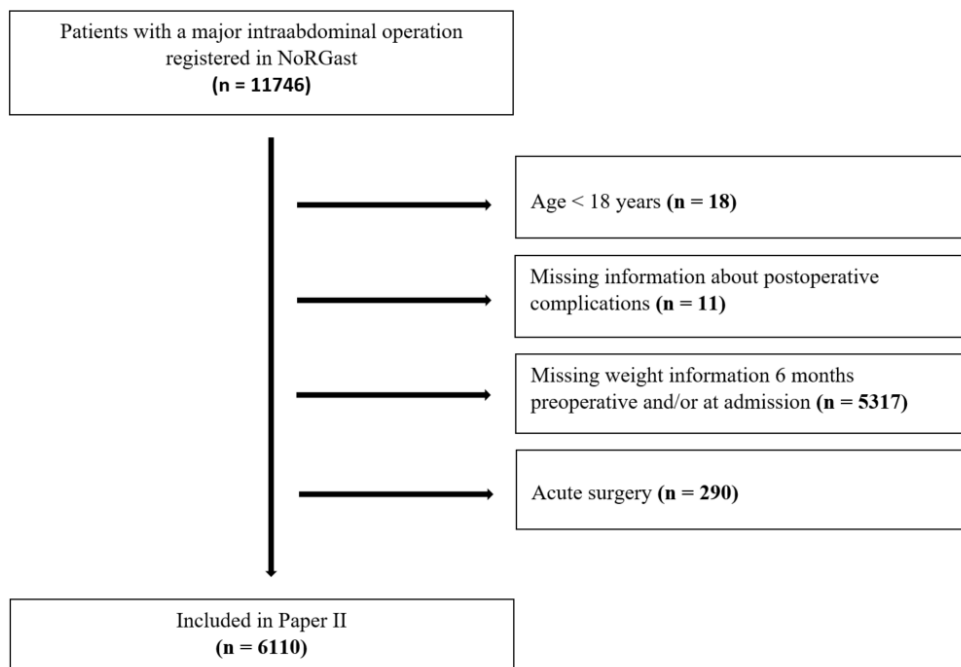 Patients with a major intraabdominal operation
registered in NoRGast
(n = 11746)
Age < 18 years (n = 18)
Missing information about postoperative
complications (n = 11)
Missing weight information 6 months
preoperative and/or at admission (n = 5317)
Acute surgery (n = 290)
Included in Paper II
(n = 6110)